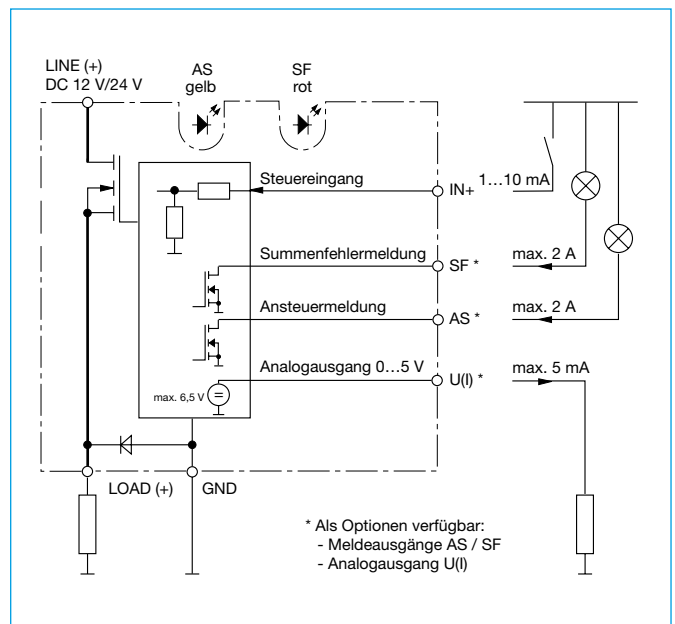 LINE (+)
DC 12 V/24 V
AS
gelb
SF
rot
Steuereingang
IN+
1…10 mA
Summenfehlermeldung
SF *
max. 2 A
Ansteuermeldung
AS *
max. 2 A
Analogausgang 0…5 V
U(I) *
max. 5 mA
max. 6,5 V
LOAD (+)
GND
* Als Optionen verfügbar:
- Meldeausgänge AS / SF
- Analogausgang U(I)